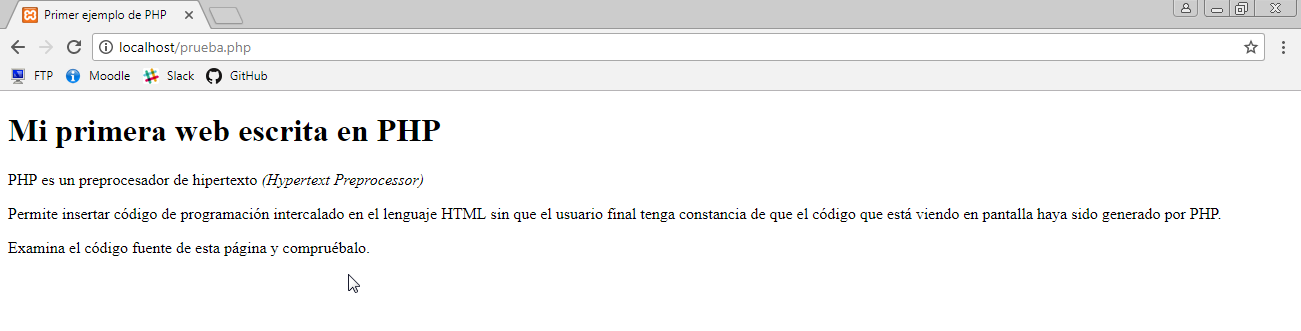 Primer ejemplo de PHP
localhost/prueba.php
FTP Moodle Slack GitHub
Mi primera web escrita en PHP
PHP es un preprocesador de hipertexto (Hypertext Preprocessor)
Permite insertar código de programación intercalado en el lenguaje HTML sin que el usuario final tenga constancia de que el código que está viendo en pantalla haya sido generado por PHP.
Examina el código fuente de esta página y compruébalo.